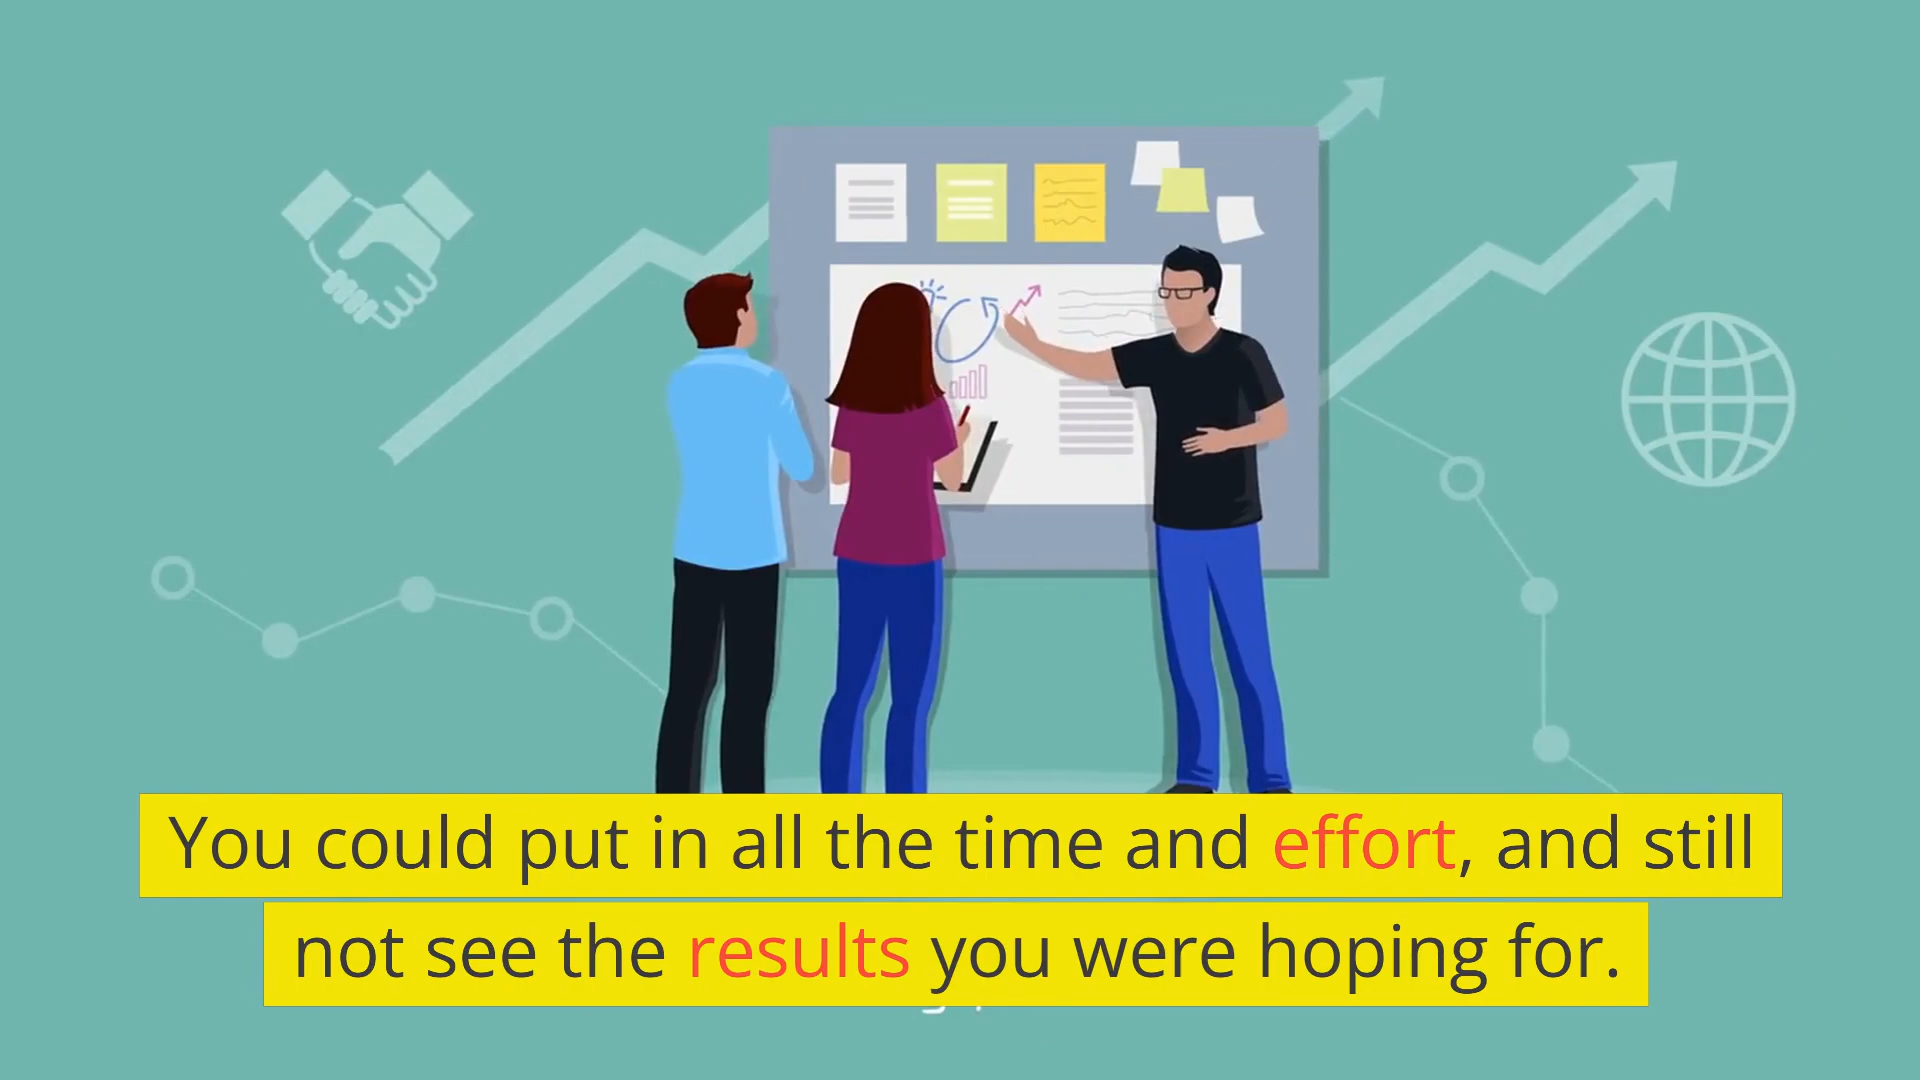 You could put in all the time and effort, and still
not see the results you were hoping for.